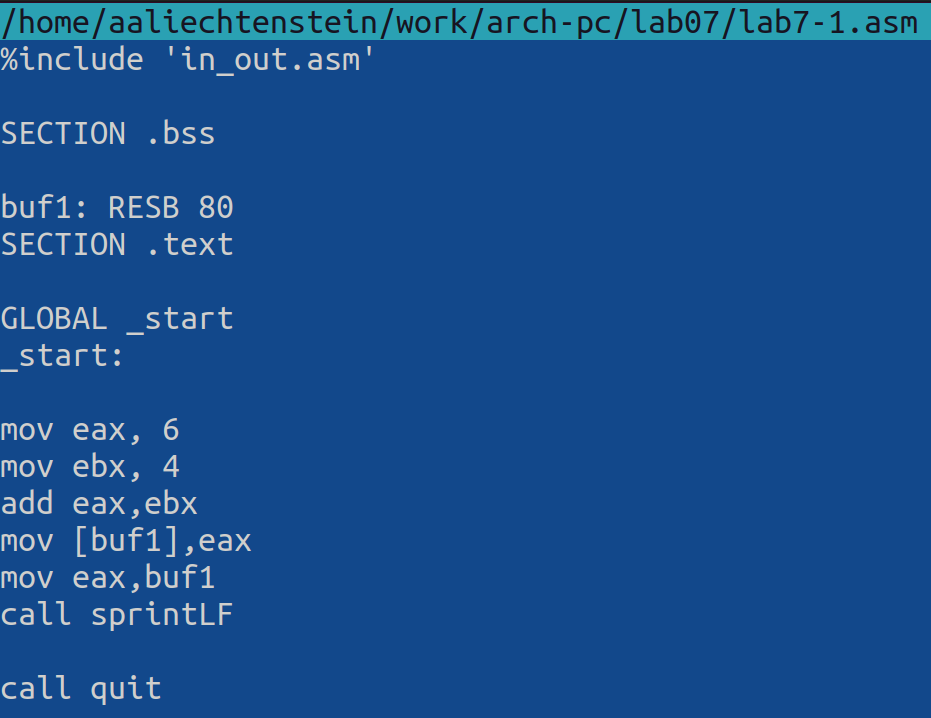 /home/aaliechtenstein/work/arch-pc/lab07/lab7-1.asm
%include 'in_out.asm'
SECTION .bss
buf1: RESB 80
SECTION .text
GLOBAL _start
_start:
mov eax, 6
mov ebx, 4
add eax,ebx
mov [buf1],eax
mov eax,buf1
call sprintLF
call quit